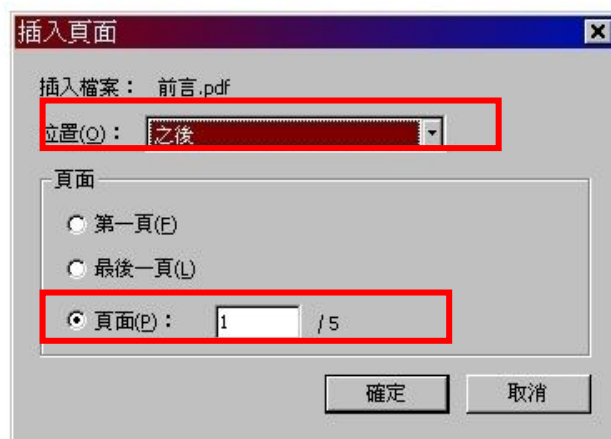 插入頁面
插入檔案： 前言.pdf
位置(O)： 之後
頁面
第一頁(F)
最後一頁(L)
頁面(P)： 1 / 5
確定 取消